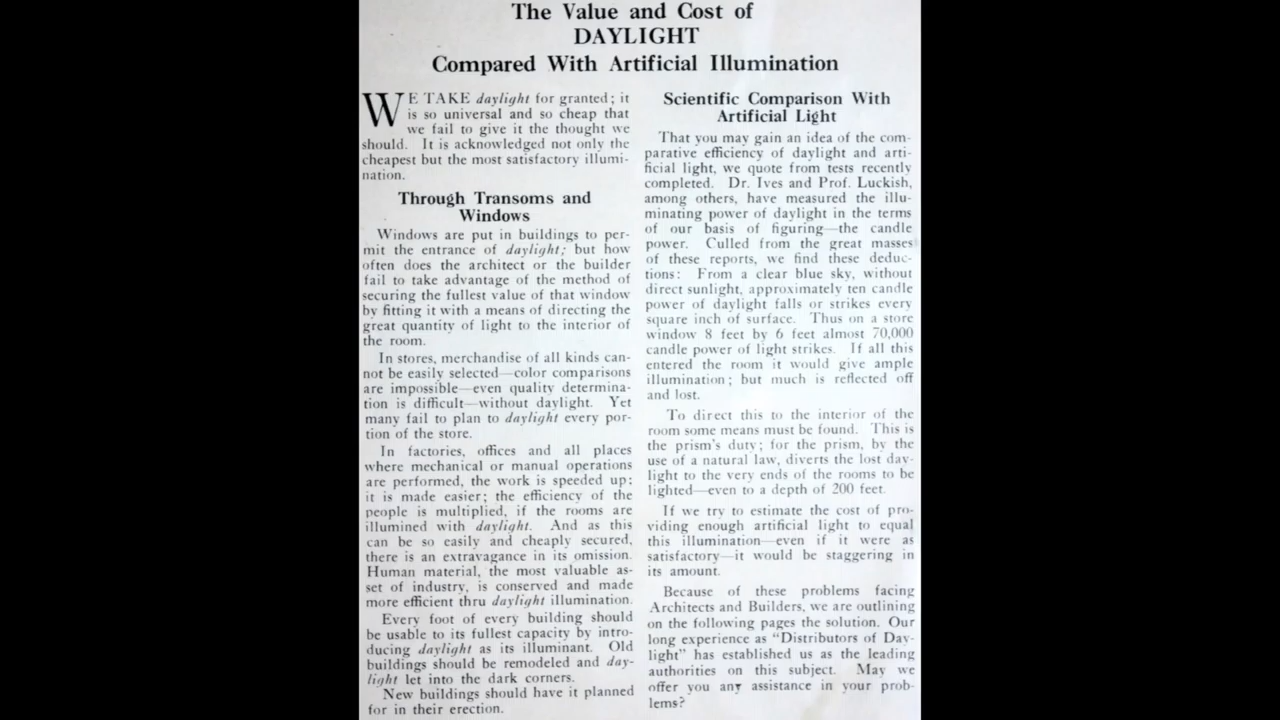 The Value and Cost of
DAYLIGHT
Compared With Artificial Illumination
WE TAKE daylight for granted; it
is so universal and so cheap that
we fail to give it the thought we
should. It is acknowledged not only the
cheapest but the most satisfactory illumi-
nation.
Through Transoms and
Windows
Windows are put in buildings to per-
mit the entrance of daylight; but how
often does the architect or the builder
fail to take advantage of the method of
securing the fullest value of that window
by fitting it with a means of directing the
great quantity of light to the interior of
the room.
In stores, merchandise of all kinds can-
not be easily selected—color comparisons
are impossible—even quality determina-
tion is difficult—without daylight. Yet
many fail to plan to daylight every por-
tion of the store.
In factories, offices and all places
where mechanical or manual operations
are performed, the work is speeded up;
it is made easier; the efficiency of the
people is multiplied, if the rooms are
illumined with daylight. And as this
can be so easily and cheaply secured,
there is an extravagance in its omission.
Human material, the most valuable as-
set of industry, is conserved and made
more efficient thru daylight illumination.
Every foot of every building should
be usable to its fullest capacity by intro-
ducing daylight as its illuminant. Old
buildings should be remodeled and day-
light let into the dark corners.
New buildings should have it planned
for in their erection.
Scientific Comparison With
Artificial Light
That you may gain an idea of the com-
parative efficiency of daylight and arti-
ficial light, we quote from tests recently
completed. Dr. Ives and Prof. Luckish,
among others, have measured the illu-
minating power of daylight in the terms
of our basis of figuring—the candle
power. Culled from the great masses
of these reports, we find these deduc-
tions: From a clear blue sky, without
direct sunlight, approximately ten candle
power of daylight falls or strikes every
square inch of surface. Thus on a store
window 8 feet by 6 feet almost 70,000
candle power of light strikes. If all this
entered the room it would give ample
illumination; but much is reflected off
and lost.
To direct this to the interior of the
room some means must be found. This is
the prism's duty; for the prism, by the
use of a natural law, diverts the lost day-
light to the very ends of the rooms to be
lighted—even to a depth of 200 feet.
If we try to estimate the cost of pro-
viding enough artificial light to equal
this illumination—even if it were as
satisfactory—it would be staggering in
its amount.
Because of these problems facing
Architects and Builders, we are outlining
on the following pages the solution. Our
long experience as "Distributors of Day-
light" has established us as the leading
authorities on this subject. May we
offer you any assistance in your prob-
lems?